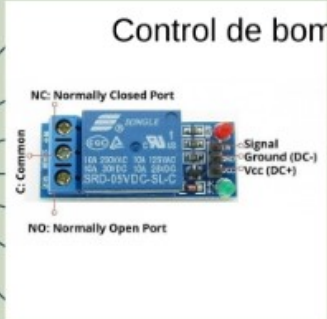 Control de bom
NC: Normally Closed Port
C: Common
SONGLE
10A 250VAC 10A 125VAC
10A 30VDC 10A 28VDC
SRD-05VDC-SL-C
Signal
Ground (DC-)
Vcc (DC+)
NO: Normally Open Port